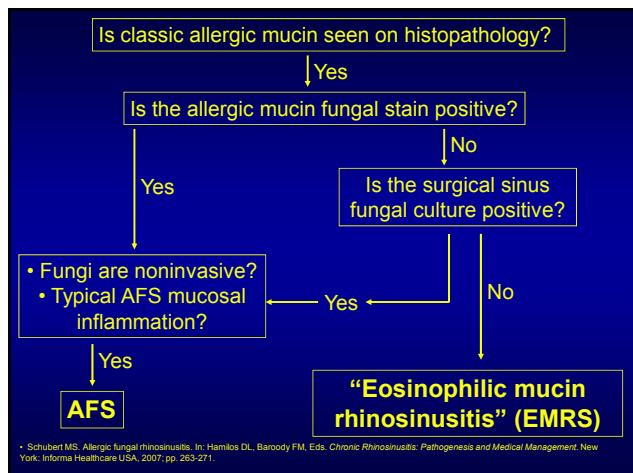 Is classic allergic mucin seen on histopathology?
Yes
Is the allergic mucin fungal stain positive?
No
Yes
Is the surgical sinus
fungal culture positive?
• Fungi are noninvasive?
• Typical AFS mucosal
inflammation?
Yes
No
Yes
AFS
“Eosinophilic mucin
rhinosinusitis” (EMRS)
• Schubert MS. Allergic fungal rhinosinusitis. In: Hamilos DL, Baroody FM, Eds. Chronic Rhinosinusitis: Pathogenesis and Medical Management. New
York: Informa Healthcare USA, 2007; pp. 263-271.